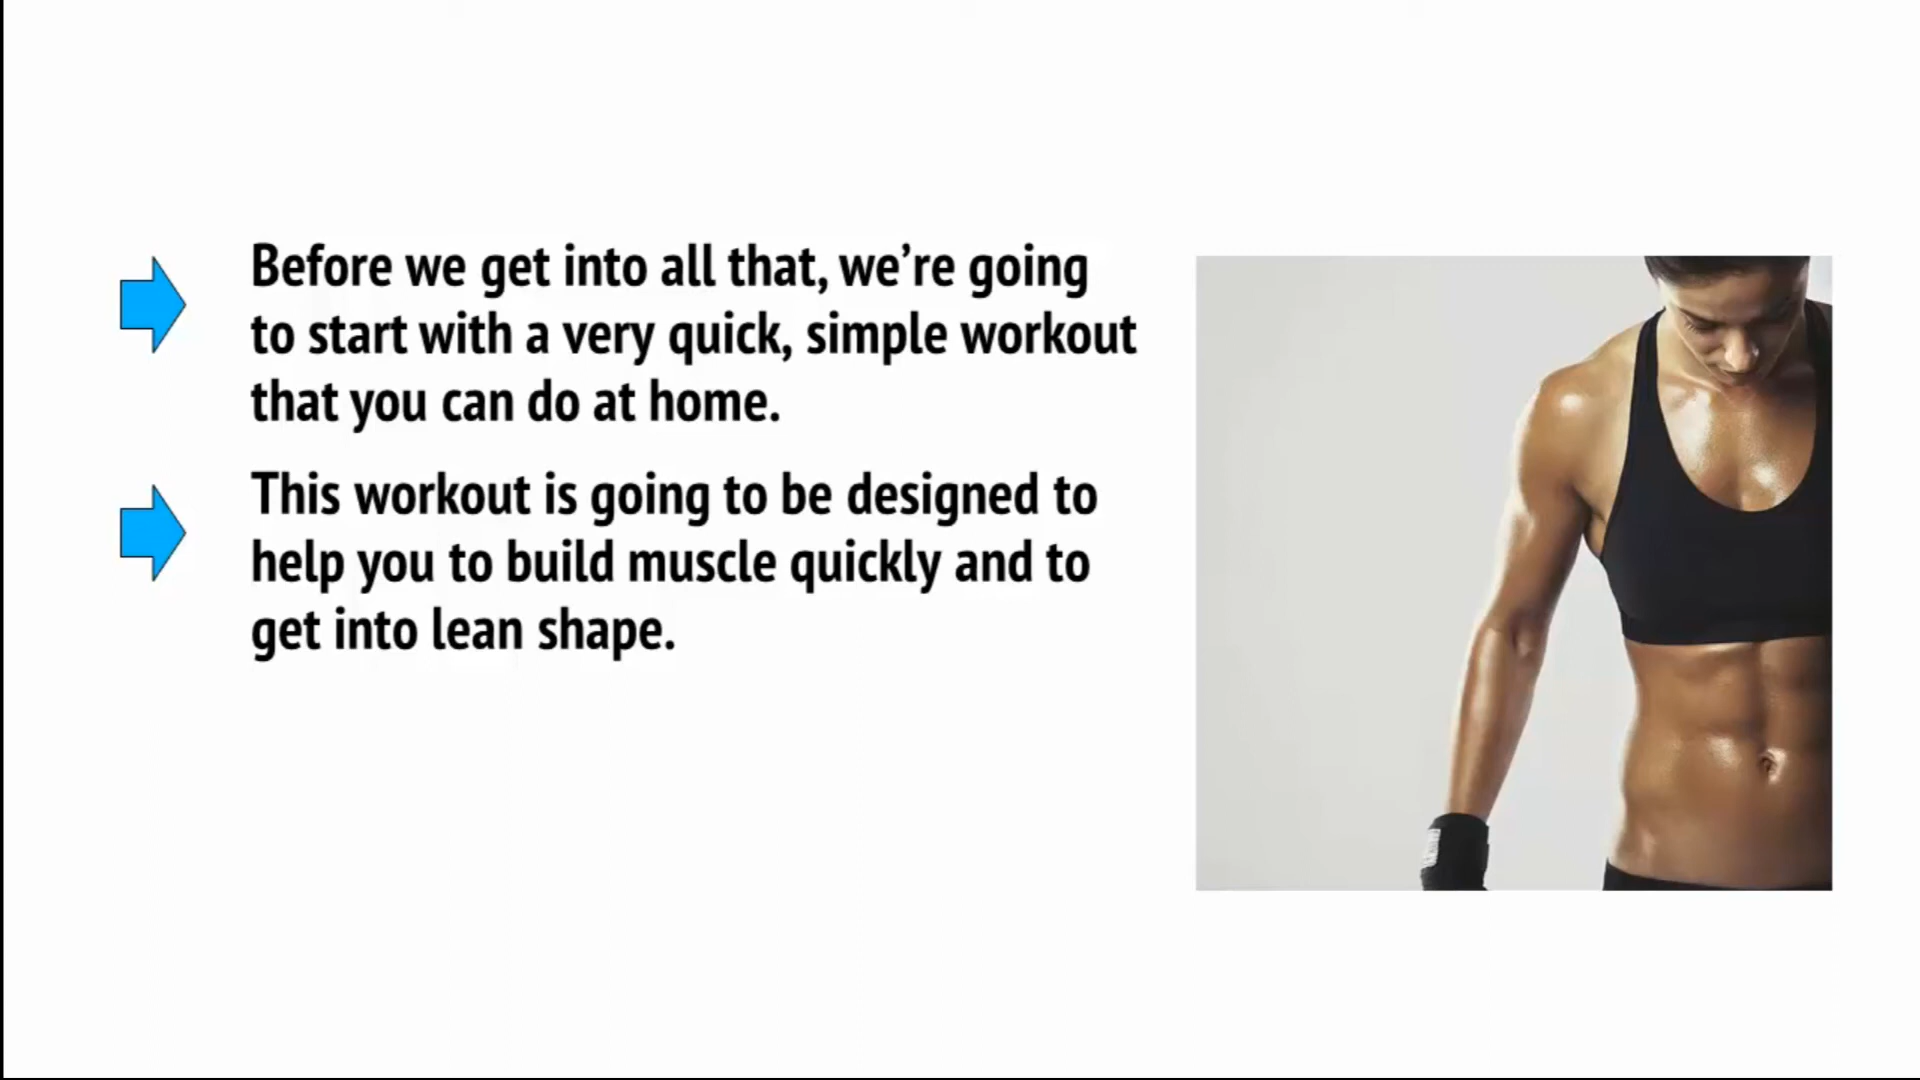 Before we get into all that, we’re going
to start with a very quick, simple workout
that you can do at home.
This workout is going to be designed to
help you to build muscle quickly and to
get into lean shape.